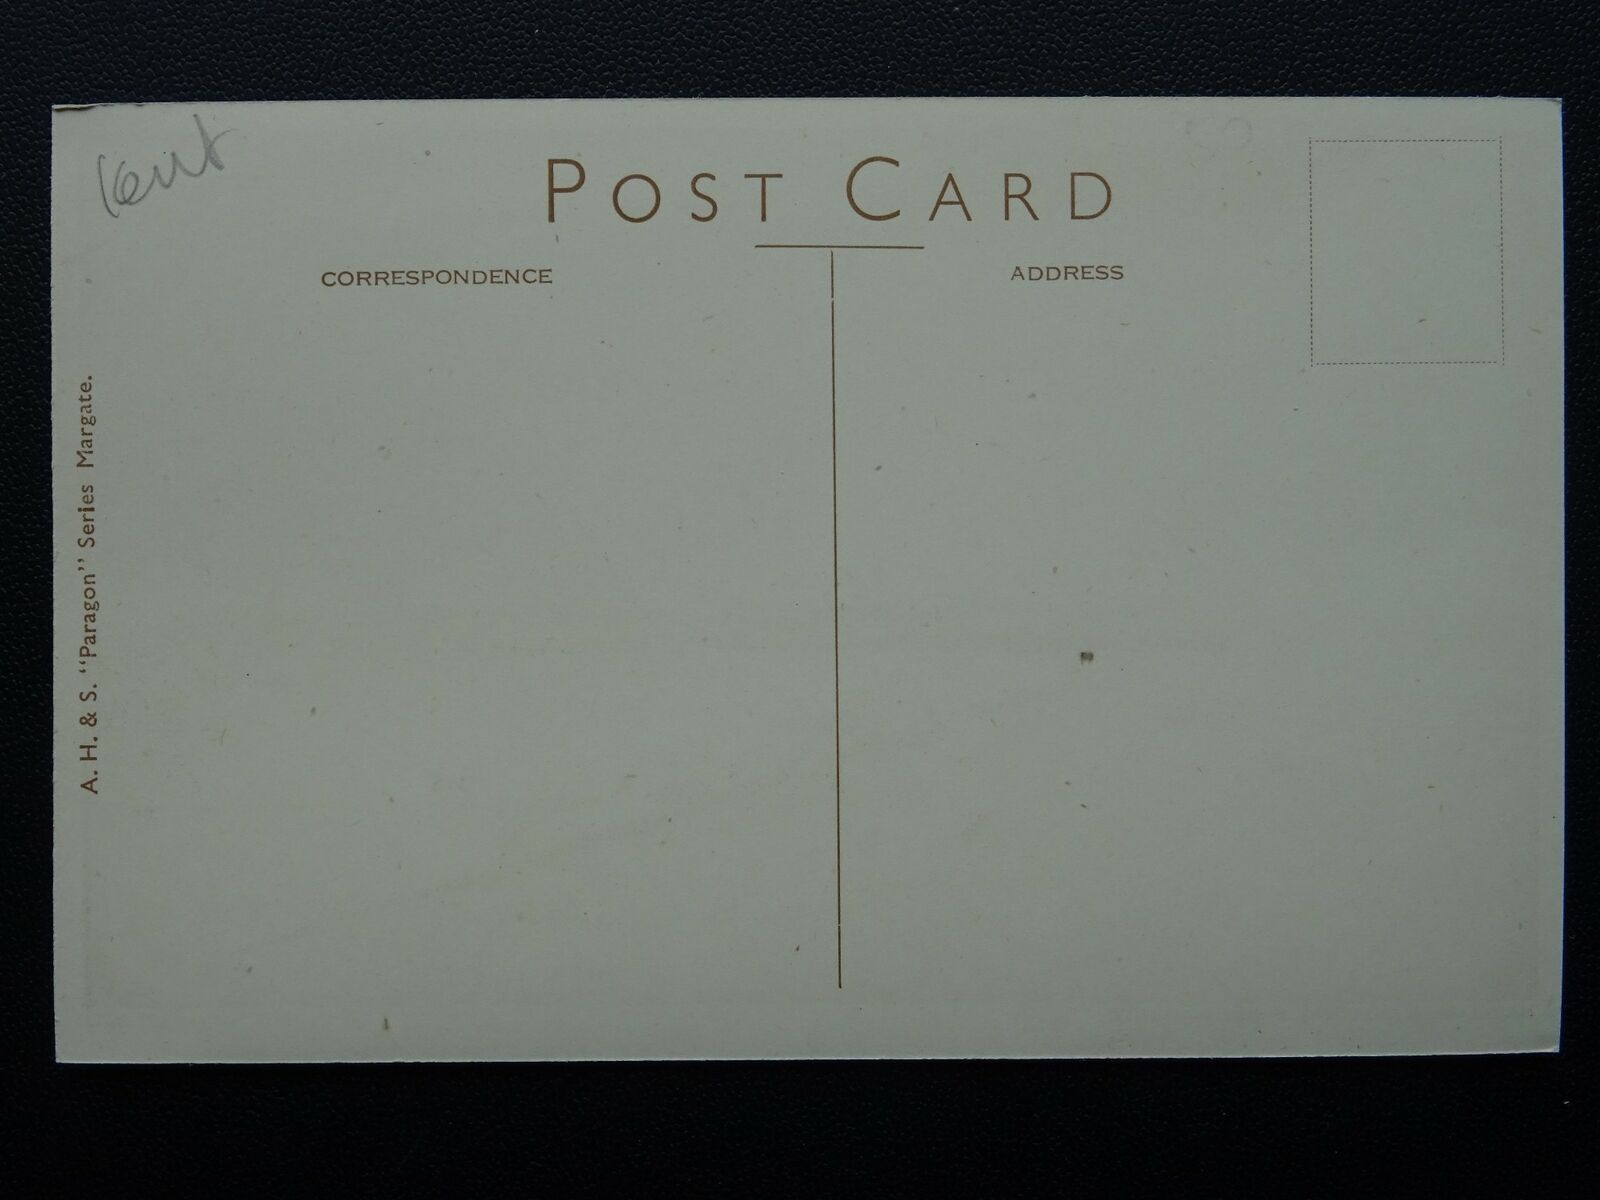 Kent
POST CARD
CORRESPONDENCE
ADDRESS
A. H. & S. "Paragon" Series Margate.